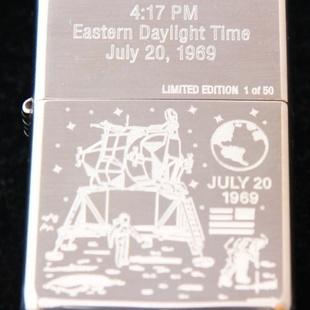 4:17 PM
Eastern Daylight Time
July 20, 1969
LIMITED EDITION 1 of 50
JULY 20
1969